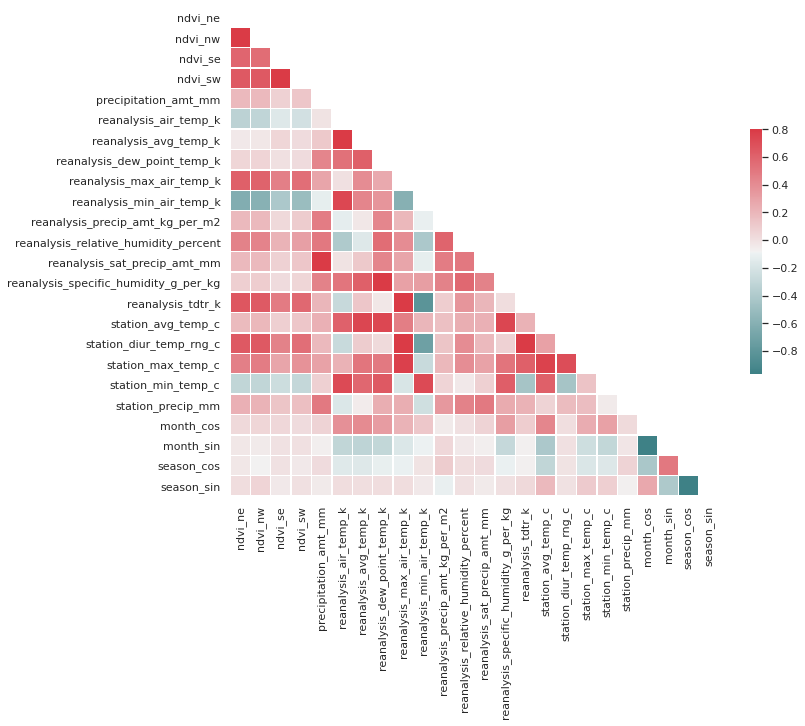 ndvi_ne
ndvi_nw
ndvi_se
ndvi_sw
precipitation_amt_mm
reanalysis_air_temp_k
reanalysis_avg_temp_k
reanalysis_dew_point_temp_k
reanalysis_max_air_temp_k
reanalysis_min_air_temp_k
reanalysis_precip_amt_kg_per_m2
reanalysis_relative_humidity_percent
reanalysis_sat_precip_amt_mm
reanalysis_specific_humidity_g_per_kg
reanalysis_tdtr_k
station_avg_temp_c
station_diur_temp_rng_c
station_max_temp_c
station_min_temp_c
station_precip_mm
month_cos
month_sin
season_cos
season_sin
ndvi_ne
ndvi_nw
ndvi_se
ndvi_sw
precipitation_amt_mm
reanalysis_air_temp_k
reanalysis_avg_temp_k
reanalysis_dew_point_temp_k
reanalysis_max_air_temp_k
reanalysis_min_air_temp_k
reanalysis_precip_amt_kg_per_m2
reanalysis_relative_humidity_percent
reanalysis_sat_precip_amt_mm
reanalysis_specific_humidity_g_per_kg
reanalysis_tdtr_k
station_avg_temp_c
station_diur_temp_rng_c
station_max_temp_c
station_min_temp_c
station_precip_mm
month_cos
month_sin
season_cos
season_sin
0.8
0.6
0.4
0.2
0.0
−0.2
−0.4
−0.6
−0.8